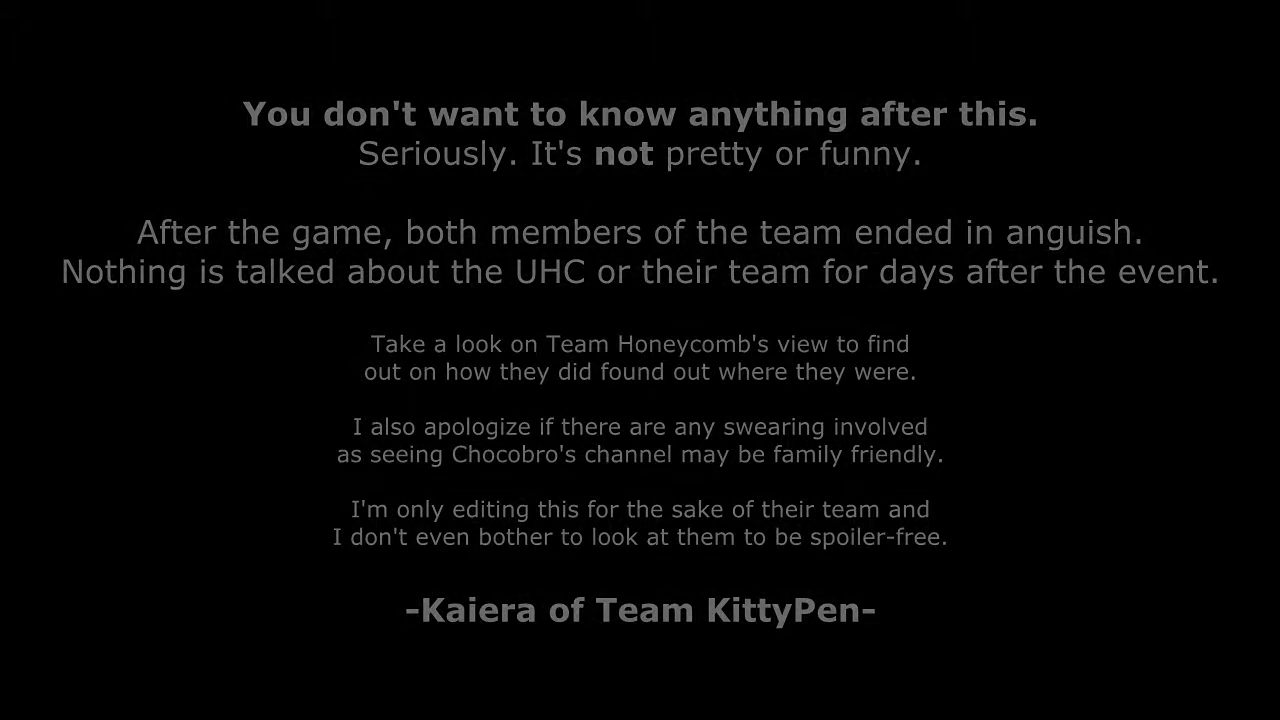 You don't want to know anything after this.
Seriously. It's not pretty or funny.
After the game, both members of the team ended in anguish.
Nothing is talked about the UHC or their team for days after the event.
Take a look on Team Honeycomb's view to find
out on how they did found out where they were.
I also apologize if there are any swearing involved
as seeing Chocobro's channel may be family friendly.
I'm only editing this for the sake of their team and
I don't even bother to look at them to be spoiler-free.
-Kaiera of Team KittyPen-